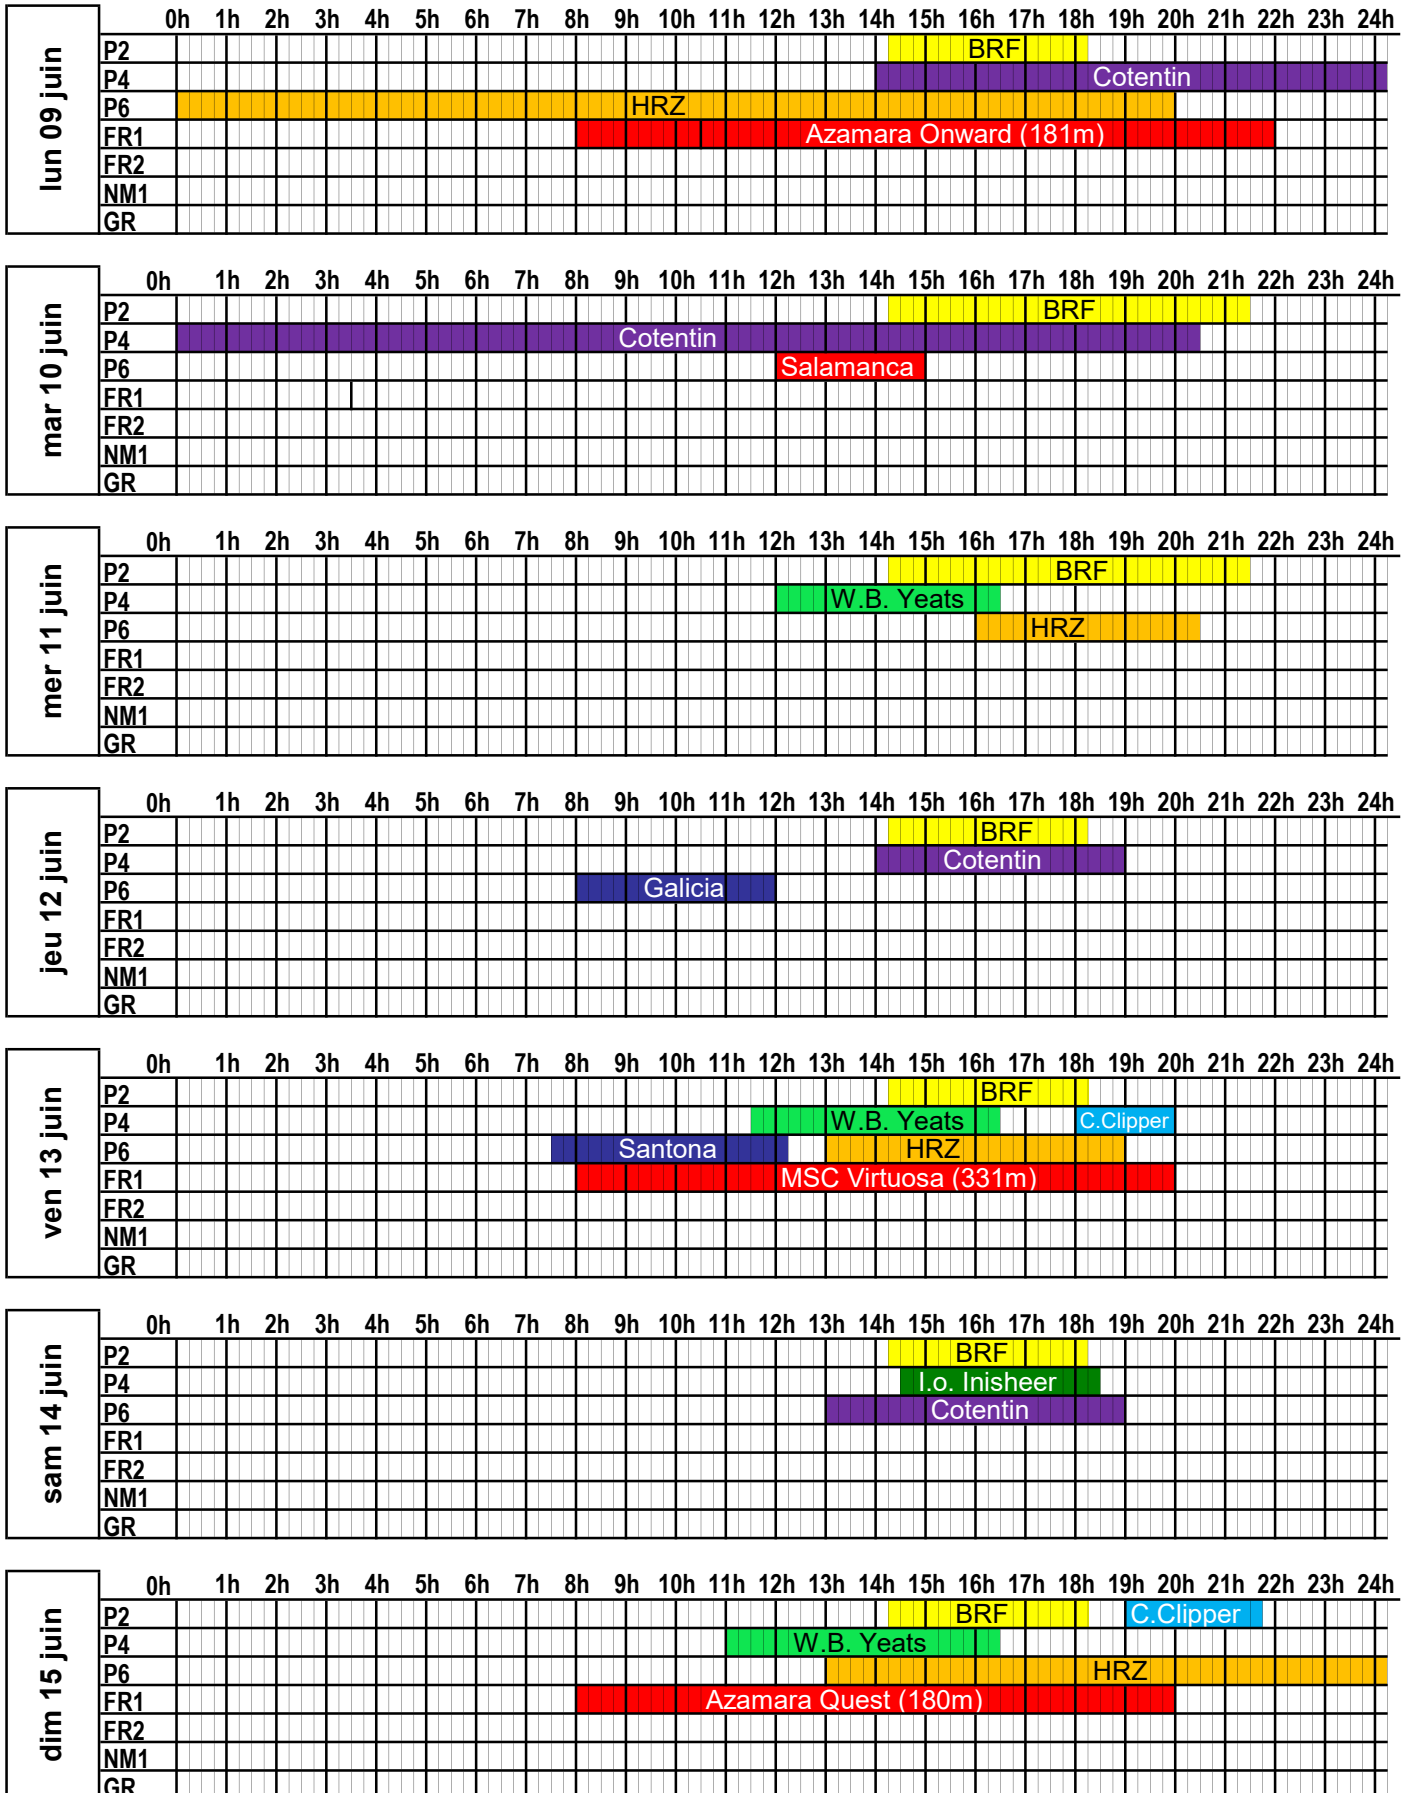 0h 1h 2h 3h 4h 5h 6h 7h 8h 9h 10h 11h 12h 13h 14h 15h 16h 17h 18h 19h 20h 21h 22h 23h 24h
lun 09 juin
P2 BRF
P4 Cotentin
P6 HRZ
FR1 Azamara Onward (181m)
FR2
NM1
GR
0h 1h 2h 3h 4h 5h 6h 7h 8h 9h 10h 11h 12h 13h 14h 15h 16h 17h 18h 19h 20h 21h 22h 23h 24h
mar 10 juin
P2 BRF
P4 Cotentin
P6 Salamanca
FR1
FR2
NM1
GR
0h 1h 2h 3h 4h 5h 6h 7h 8h 9h 10h 11h 12h 13h 14h 15h 16h 17h 18h 19h 20h 21h 22h 23h 24h
mer 11 juin
P2 BRF
P4 W.B. Yeats
P6 HRZ
FR1
FR2
NM1
GR
0h 1h 2h 3h 4h 5h 6h 7h 8h 9h 10h 11h 12h 13h 14h 15h 16h 17h 18h 19h 20h 21h 22h 23h 24h
jeu 12 juin
P2 BRF
P4 Cotentin
P6 Galicia
FR1
FR2
NM1
GR
0h 1h 2h 3h 4h 5h 6h 7h 8h 9h 10h 11h 12h 13h 14h 15h 16h 17h 18h 19h 20h 21h 22h 23h 24h
ven 13 juin
P2 BRF
P4 W.B. Yeats C.Clipper
P6 Santona HRZ
FR1 MSC Virtuosa (331m)
FR2
NM1
GR
0h 1h 2h 3h 4h 5h 6h 7h 8h 9h 10h 11h 12h 13h 14h 15h 16h 17h 18h 19h 20h 21h 22h 23h 24h
sam 14 juin
P2 BRF
P4 I.o. Inisheer
P6 Cotentin
FR1
FR2
NM1
GR
0h 1h 2h 3h 4h 5h 6h 7h 8h 9h 10h 11h 12h 13h 14h 15h 16h 17h 18h 19h 20h 21h 22h 23h 24h
dim 15 juin
P2 BRF C.Clipper
P4 W.B. Yeats
P6 HRZ
FR1 Azamara Quest (180m)
FR2
NM1
GR